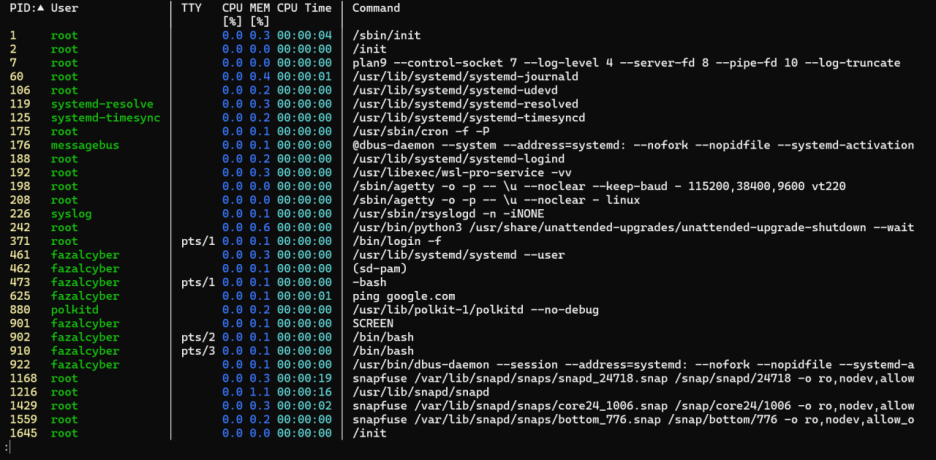 PID:▲ User TTY CPU MEM CPU Time Command
[%] [%]
1 root 0.0 0.3 00:00:04 /sbin/init
2 root 0.0 0.0 00:00:00 /init
7 root 0.0 0.0 00:00:00 plan9 --control-socket 7 --log-level 4 --server-fd 8 --pipe-fd 10 --log-truncate
60 root 0.0 0.4 00:00:01 /usr/lib/systemd/systemd-journald
106 root 0.0 0.2 00:00:00 /usr/lib/systemd/systemd-udevd
119 systemd-resolve 0.0 0.3 00:00:00 /usr/lib/systemd/systemd-resolved
125 systemd-timesync 0.0 0.2 00:00:00 /usr/lib/systemd/systemd-timesyncd
175 root 0.0 0.1 00:00:00 /usr/sbin/cron -f -P
176 messagebus 0.0 0.1 00:00:00 @dbus-daemon --system --address=systemd: --nofork --nopidfile --systemd-activation
188 root 0.0 0.2 00:00:00 /usr/lib/systemd/systemd-logind
192 root 0.0 0.3 00:00:00 /usr/libexec/wsl-pro-service -vv
198 root 0.0 0.0 00:00:00 /sbin/agetty -o -p -- \u --noclear --keep-baud - 115200,38400,9600 vt220
208 root 0.0 0.0 00:00:00 /sbin/agetty -o -p -- \u --noclear - linux
226 syslog 0.0 0.1 00:00:00 /usr/sbin/rsyslogd -n -iNONE
242 root 0.0 0.6 00:00:00 /usr/bin/python3 /usr/share/unattended-upgrades/unattended-upgrade-shutdown --wait
371 root pts/1 0.0 0.1 00:00:00 /bin/login -f
461 fazalcyber 0.0 0.3 00:00:00 /usr/lib/systemd/systemd --user
462 fazalcyber 0.0 0.1 00:00:00 (sd-pam)
473 fazalcyber pts/1 0.0 0.1 00:00:00 -bash
625 fazalcyber 0.0 0.1 00:00:01 ping google.com
880 polkitd 0.0 0.2 00:00:00 /usr/lib/polkit-1/polkitd --no-debug
901 fazalcyber 0.0 0.1 00:00:00 SCREEN
902 fazalcyber pts/2 0.0 0.1 00:00:00 /bin/bash
910 fazalcyber pts/3 0.0 0.1 00:00:00 /bin/bash
922 fazalcyber 0.0 0.1 00:00:00 /usr/bin/dbus-daemon --session --address=systemd: --nofork --nopidfile --systemd-a
1168 root 0.0 0.3 00:00:19 snapfuse /var/lib/snapd/snaps/snapd_24718.snap /snap/snapd/24718 -o ro,nodev,allow
1216 root 0.0 1.1 00:00:16 /usr/lib/snapd/snapd
1429 root 0.0 0.3 00:00:02 snapfuse /var/lib/snapd/snaps/core24_1006.snap /snap/core24/1006 -o ro,nodev,allow
1559 root 0.0 0.2 00:00:00 snapfuse /var/lib/snapd/snaps/bottom_776.snap /snap/bottom/776 -o ro,nodev,allow_o
1645 root 0.0 0.0 00:00:00 /init
: